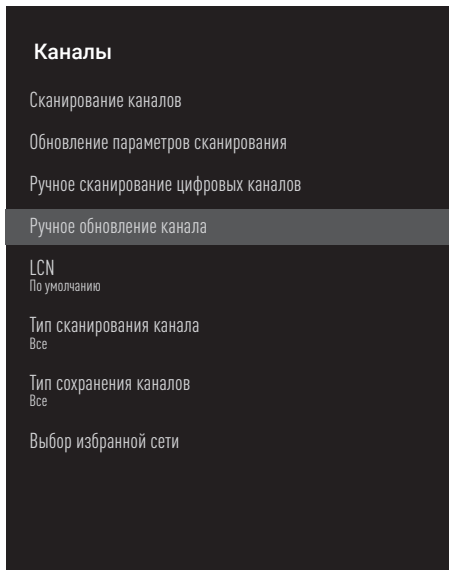 Каналы
Сканирование каналов
Обновление параметров сканирования
Ручное сканирование цифровых каналов
Ручное обновление канала
LCN
По умолчанию
Тип сканирования канала
Все
Тип сохранения каналов
Все
Выбор избранной сети